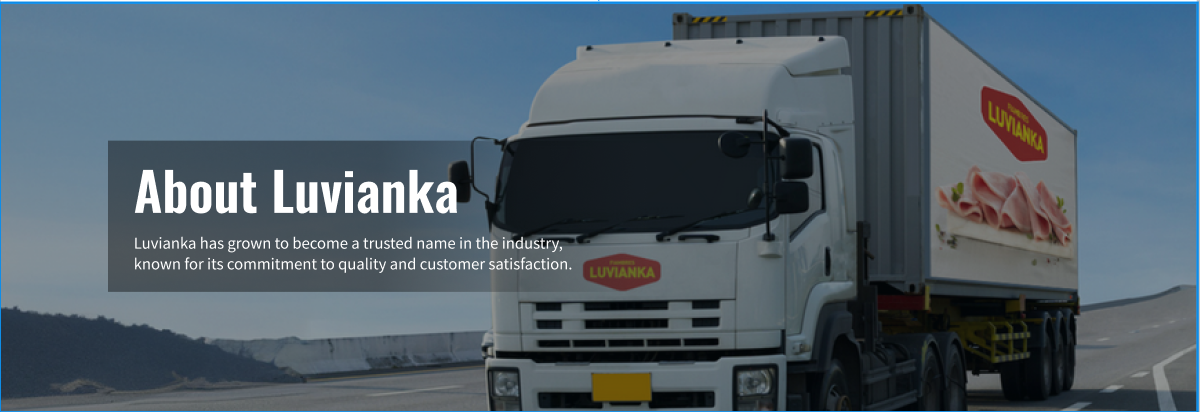 About Luvianka
Luvianka has grown to become a trusted name in the industry,
known for its commitment to quality and customer satisfaction.
LUVIANKA
LUVIANKA